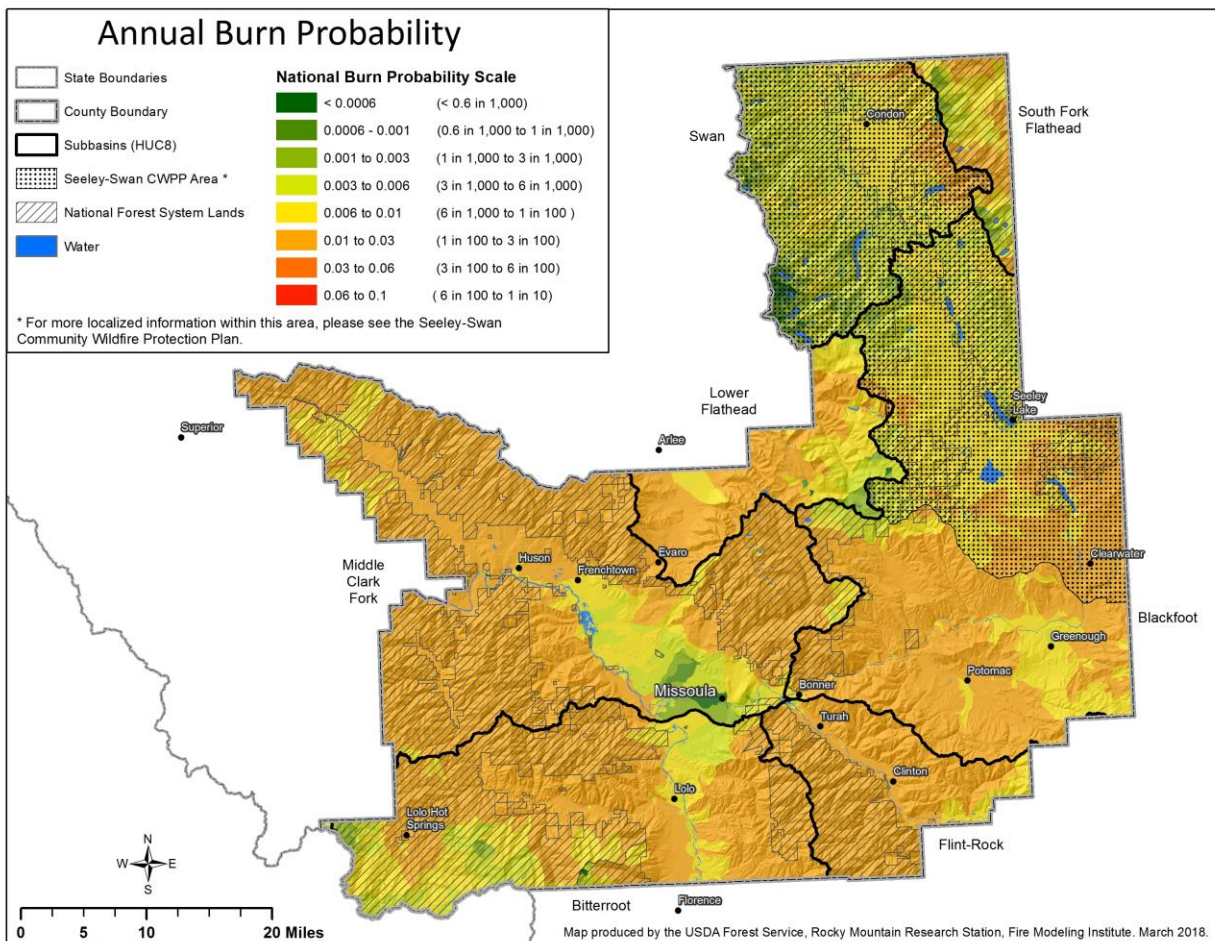 Annual Burn Probability
State Boundaries
County Boundary
Subbasins (HUC8)
Seeley-Swan CWPP Area *
National Forest System Lands
Water
National Burn Probability Scale
< 0.0006 (< 0.6 in 1,000)
0.0006 - 0.001 (0.6 in 1,000 to 1 in 1,000)
0.001 to 0.003 (1 in 1,000 to 3 in 1,000)
0.003 to 0.006 (3 in 1,000 to 6 in 1,000)
0.006 to 0.01 (6 in 1,000 to 1 in 100 )
0.01 to 0.03 (1 in 100 to 3 in 100)
0.03 to 0.06 (3 in 100 to 6 in 100)
0.06 to 0.1 ( 6 in 100 to 1 in 10)
* For more localized information within this area, please see the Seeley-Swan
Community Wildfire Protection Plan.
Swan
Condon
South Fork
Flathead
Lower
Flathead
Seeley
Lake
Superior
Arlee
Middle
Clark
Fork
Huson
Frenchtown
Evaro
Clearwater
Blackfoot
Greenough
Potomac
Missoula
Bonner
Turah
Clinton
Lolo
Lolo Hot
Springs
Flint-Rock
Bitterroot
Florence
N
W E
S
0 5 10 20 Miles
Map produced by the USDA Forest Service, Rocky Mountain Research Station, Fire Modeling Institute. March 2018.